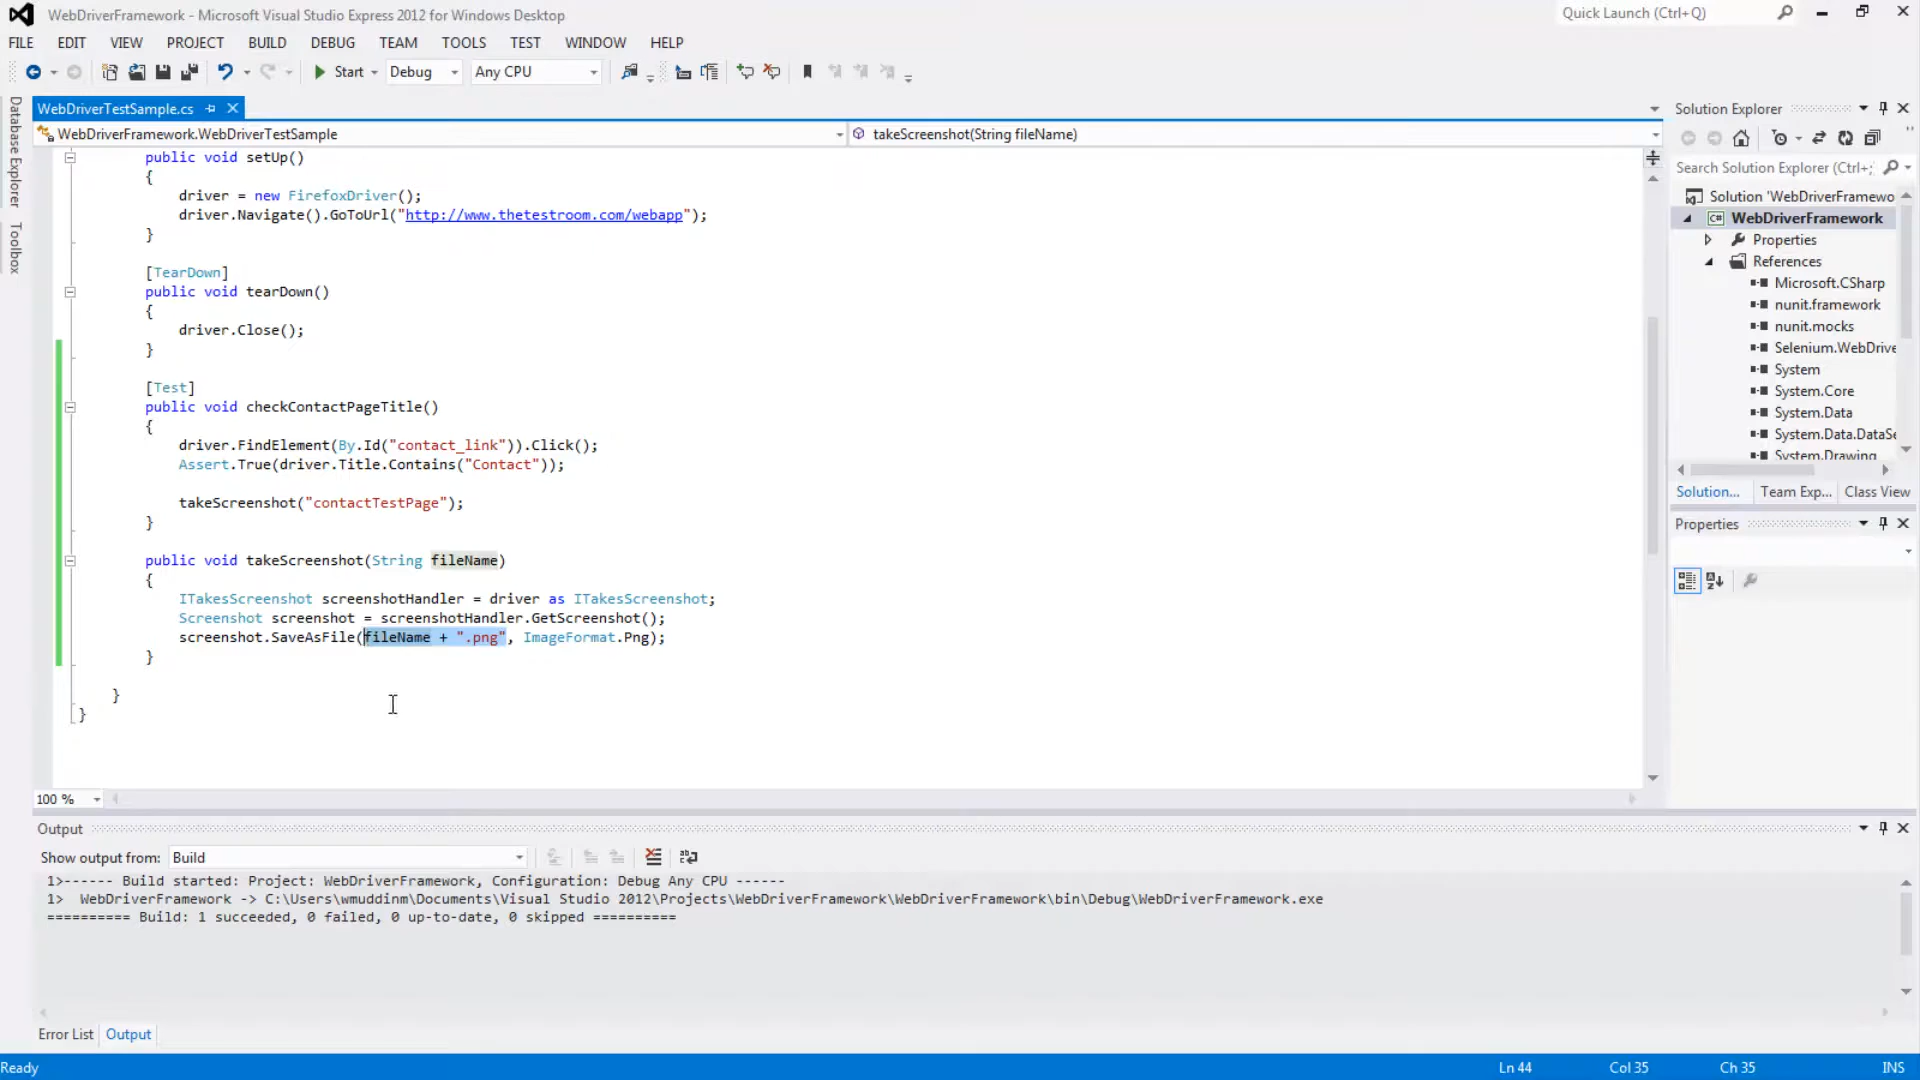 WebDriverFramework - Microsoft Visual Studio Express 2012 for Windows Desktop
Quick Launch (Ctrl+Q)
FILE EDIT VIEW PROJECT BUILD DEBUG TEAM TOOLS TEST WINDOW HELP
Start Debug Any CPU
Database Explorer
Toolbox
WebDriverTestSample.cs
WebDriverFramework.WebDriverTestSample
takeScreenshot(String fileName)
public void setUp()
{
driver = new FirefoxDriver();
driver.Navigate().GoToUrl("http://www.thetestroom.com/webapp");
}
[TearDown]
public void tearDown()
{
driver.Close();
}
[Test]
public void checkContactPageTitle()
{
driver.FindElement(By.Id("contact_link")).Click();
Assert.True(driver.Title.Contains("Contact"));
takeScreenshot("contactTestPage");
}
public void takeScreenshot(String fileName)
{
ITakesScreenshot screenshotHandler = driver as ITakesScreenshot;
Screenshot screenshot = screenshotHandler.GetScreenshot();
screenshot.SaveAsFile(fileName + ".png", ImageFormat.Png);
}
}
}
100 %
Solution Explorer
Search Solution Explorer (Ctrl+;
Solution 'WebDriverFramewo
C# WebDriverFramework
Properties
References
Microsoft.CSharp
nunit.framework
nunit.mocks
Selenium.WebDrive
System
System.Core
System.Data
System.Data.DataSe
System.Drawing
Solution... Team Exp... Class View
Properties
Output
Show output from: Build
1>------ Build started: Project: WebDriverFramework, Configuration: Debug Any CPU ------
1>  WebDriverFramework -> C:\Users\wmuddinm\Documents\Visual Studio 2012\Projects\WebDriverFramework\WebDriverFramework\bin\Debug\WebDriverFramework.exe
========== Build: 1 succeeded, 0 failed, 0 up-to-date, 0 skipped ==========
Error List Output
Ready Ln 44 Col 35 Ch 35 INS